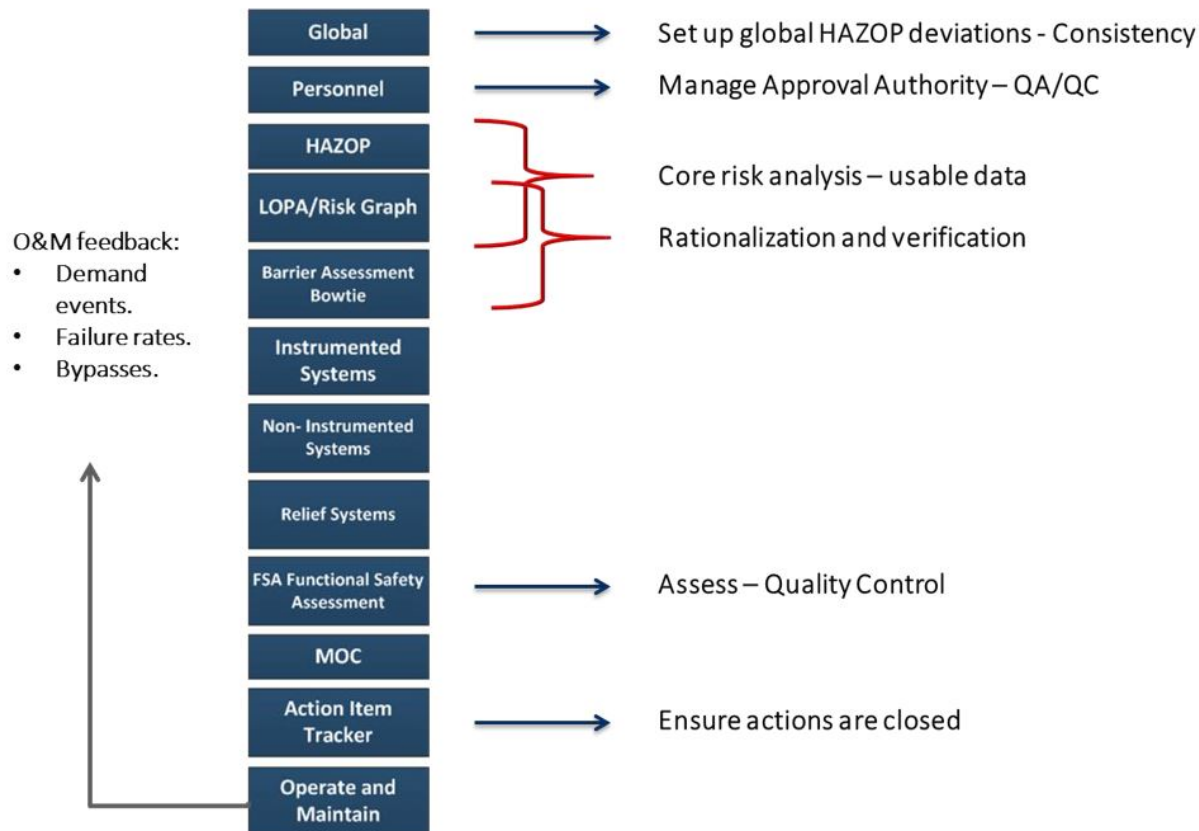 Global
Set up global HAZOP deviations - Consistency
Personnel
Manage Approval Authority – QA/QC
HAZOP
Core risk analysis – usable data
LOPA/Risk Graph
Rationalization and verification
O&M feedback:
• Demand
events.
• Failure rates.
• Bypasses.
Barrier Assessment
Bowtie
Instrumented
Systems
Non- Instrumented
Systems
Relief Systems
FSA Functional Safety
Assessment
Assess – Quality Control
MOC
Action Item
Tracker
Ensure actions are closed
Operate and
Maintain